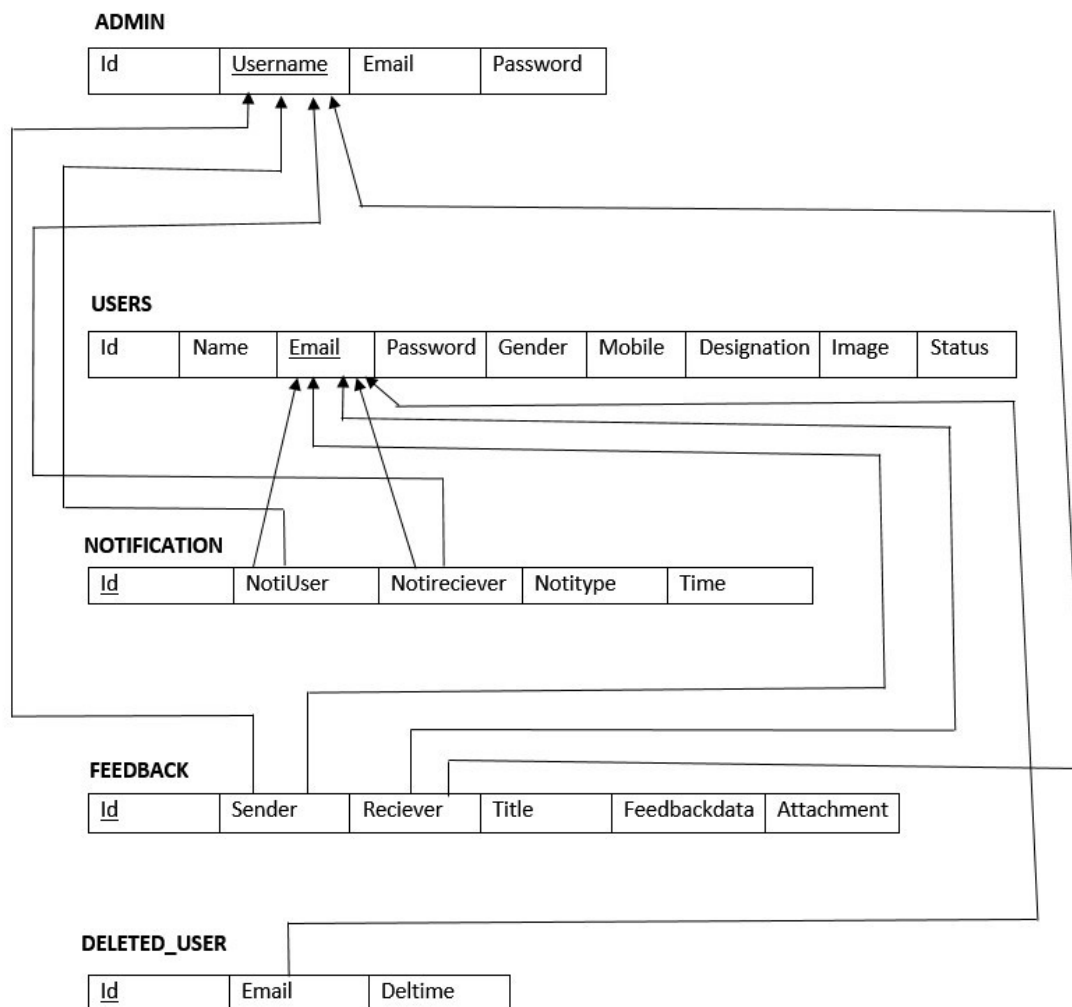 ADMIN
Id Username Email Password
USERS
Id Name Email Password Gender Mobile Designation Image Status
NOTIFICATION
Id NotiUser Notireciever Notitype Time
FEEDBACK
Id Sender Reciever Title Feedbackdata Attachment
DELETED_USER
Id Email Deltime